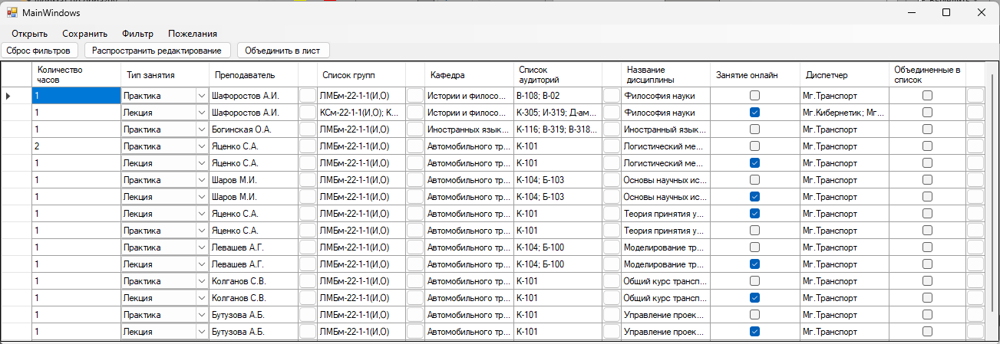 MainWindows
Открыть Сохранить Фильтр Пожелания
Сброс фильтров Распространить редактирование Объединить в лист
Количество часов Тип занятия Преподаватель Список групп Кафедра Список аудиторий Название дисциплины Занятие онлайн Диспетчер Объединенные в список
1 Практика Шафоростов А.И. ЛМБм-22-1-1(И,О) Истории и филосо... В-108; В-02 Философия науки Мг.Транспорт
1 Лекция Шафоростов А.И. КСм-22-1-1(И,О); К... Истории и филосо... К-305; И-319; Д-ам... Философия науки Мг.Кибернетик; Мг...
1 Практика Богинская О.А. ЛМБм-22-1-1(И,О) Иностранных язык... К-116; В-319; В-318... Иностранный язык... Мг.Транспорт
2 Практика Яценко С.А. ЛМБм-22-1-1(И,О) Автомобильного тр... К-101 Логистический ме... Мг.Транспорт
1 Лекция Яценко С.А. ЛМБм-22-1-1(И,О) Автомобильного тр... К-101 Логистический ме... Мг.Транспорт
1 Практика Шаров М.И. ЛМБм-22-1-1(И,О) Автомобильного тр... К-104; Б-103 Основы научных ис... Мг.Транспорт
1 Лекция Шаров М.И. ЛМБм-22-1-1(И,О) Автомобильного тр... К-104; Б-103 Основы научных ис... Мг.Транспорт
1 Лекция Яценко С.А. ЛМБм-22-1-1(И,О) Автомобильного тр... К-101 Теория принятия у... Мг.Транспорт
1 Практика Яценко С.А. ЛМБм-22-1-1(И,О) Автомобильного тр... К-101 Теория принятия у... Мг.Транспорт
1 Практика Левашев А.Г. ЛМБм-22-1-1(И,О) Автомобильного тр... К-104; Б-100 Моделирование тр... Мг.Транспорт
1 Лекция Левашев А.Г. ЛМБм-22-1-1(И,О) Автомобильного тр... К-104; Б-100 Моделирование тр... Мг.Транспорт
1 Практика Колганов С.В. ЛМБм-22-1-1(И,О) Автомобильного тр... К-101 Общий курс трансп... Мг.Транспорт
1 Лекция Колганов С.В. ЛМБм-22-1-1(И,О) Автомобильного тр... К-101 Общий курс трансп... Мг.Транспорт
1 Практика Бутузова А.Б. ЛМБм-22-1-1(И,О) Автомобильного тр... К-101 Управление проек... Мг.Транспорт
1 Лекция Бутузова А.Б. ЛМБм-22-1-1(И,О) Автомобильного тр... К-101 Управление проек... Мг.Транспорт